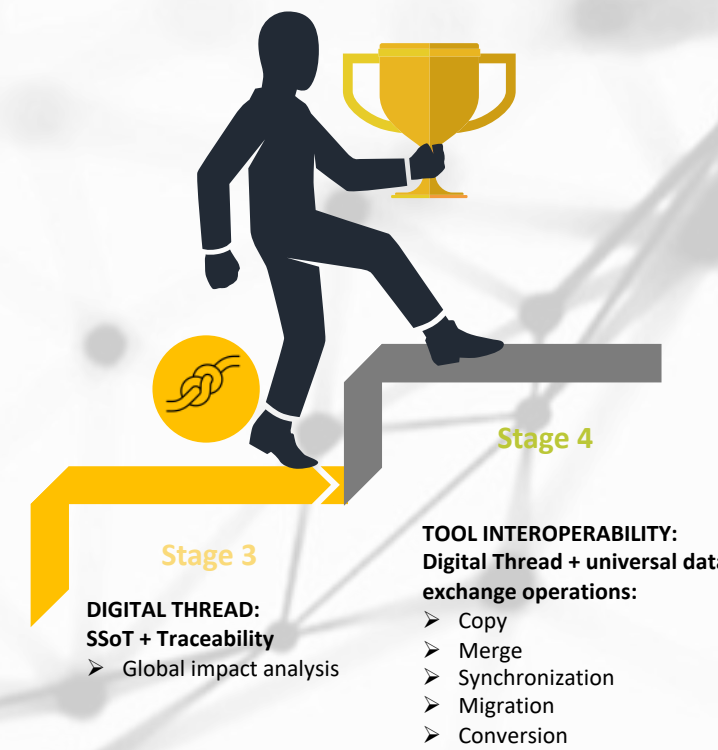 Stage 4
Stage 3
DIGITAL THREAD:
SSoT + Traceability
➢ Global impact analysis
TOOL INTEROPERABILITY:
Digital Thread + universal data
exchange operations:
➢ Copy
➢ Merge
➢ Synchronization
➢ Migration
➢ Conversion